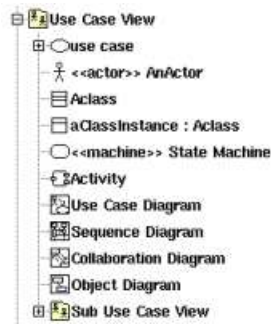 Use Case View
use case
<<actor>> AnActor
Aclass
aClassInstance : Aclass
<<machine>> State Machine
Activity
Use Case Diagram
Sequence Diagram
Collaboration Diagram
Object Diagram
Sub Use Case View